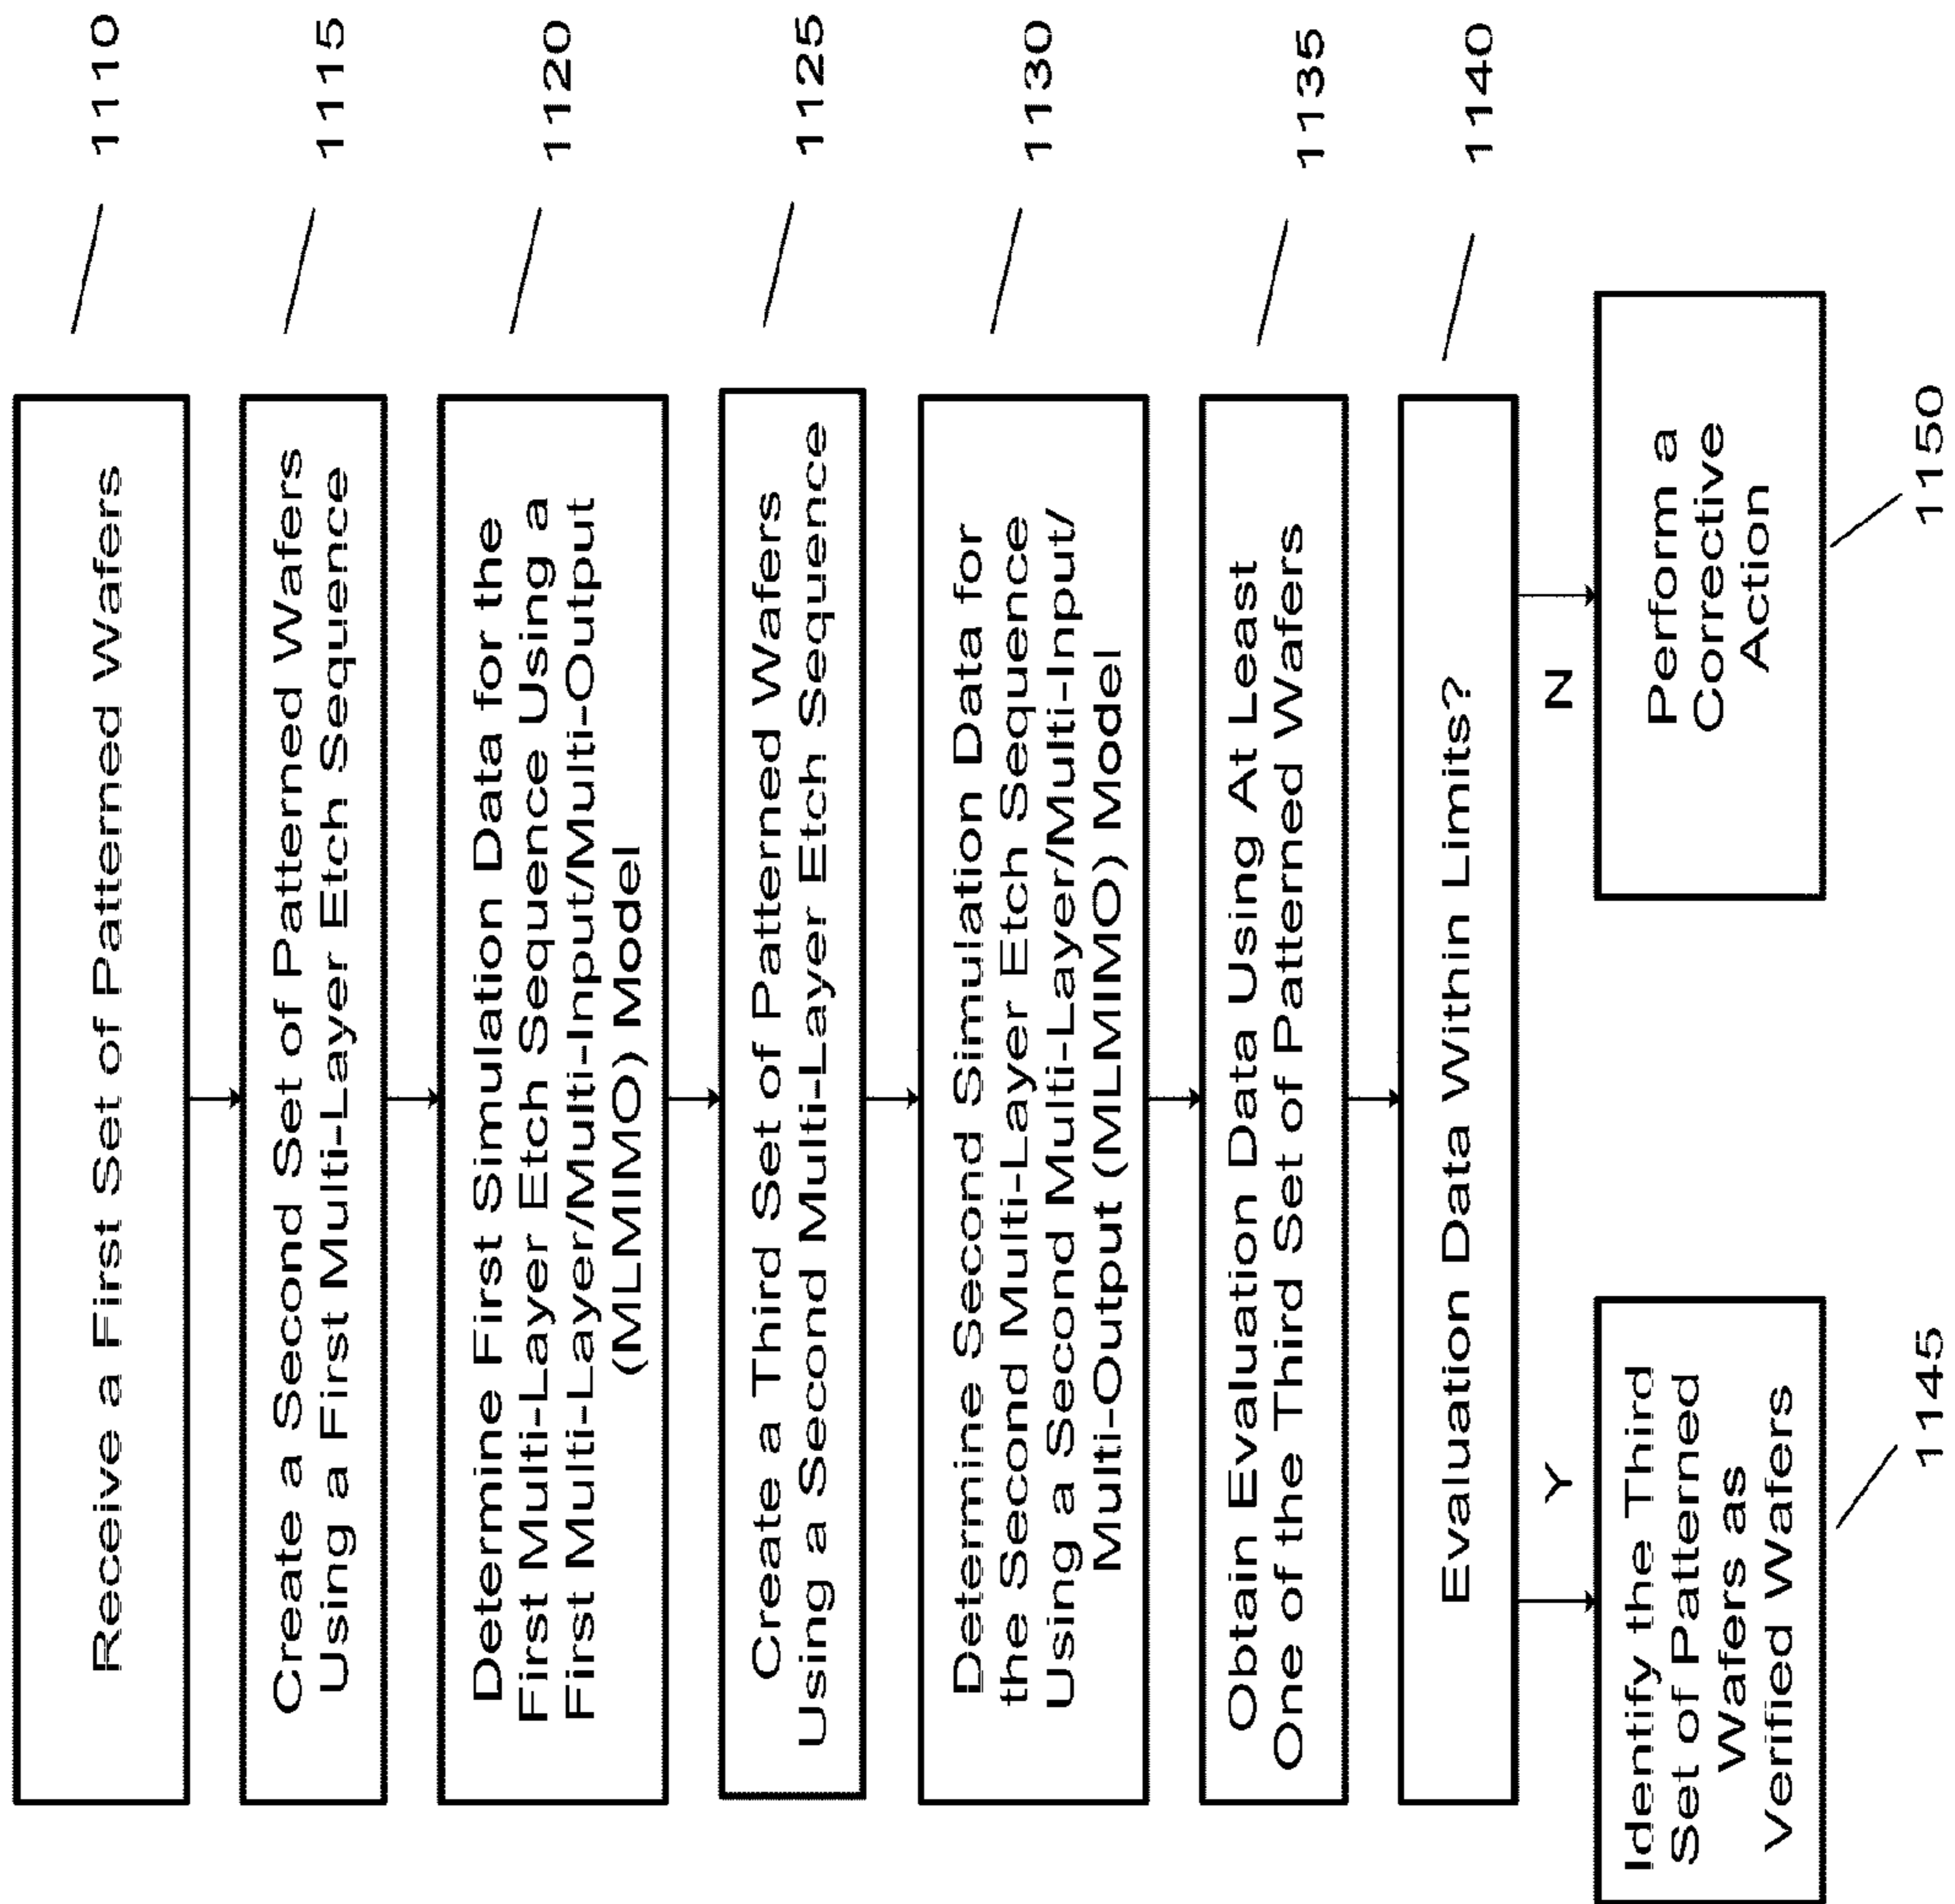 Receive a First Set of Patterned Wafers
1110
Create a Second Set of Patterned Wafers
Using a First Multi-Layer Etch Sequence
1115
Determine First Simulation Data for the
First Multi-Layer Etch Sequence Using a
First Multi-Layer/Multi-Input/Multi-Output
(MLMIMO) Model
1120
Create a Third Set of Patterned Wafers
Using a Second Multi-Layer Etch Sequence
1125
Determine Second Simulation Data for
the Second Multi-Layer Etch Sequence
Using a Second Multi-Layer/Multi-Input/
Multi-Output (MLMIMO) Model
1130
Obtain Evaluation Data Using At Least
One of the Third Set of Patterned Wafers
1135
Evaluation Data Within Limits?
1140
Y
N
Identify the Third
Set of Patterned
Wafers as
Verified Wafers
1145
Perform a
Corrective
Action
1150